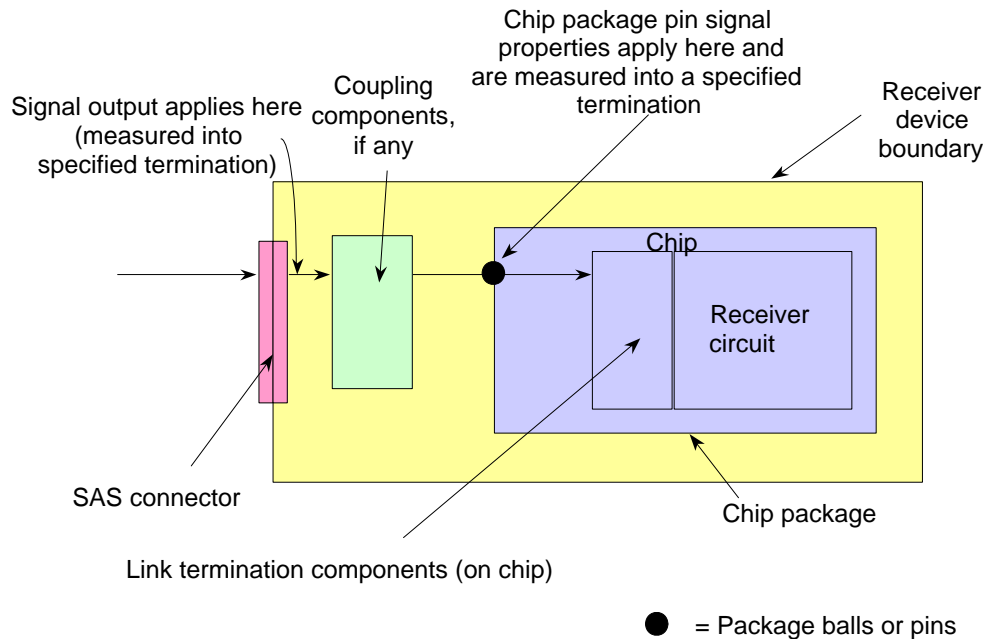 Chip package pin signal
properties apply here and
are measured into a specified
termination
Coupling
components,
if any
Signal output applies here
(measured into
specified termination)
Receiver
device
boundary
Chip
Receiver
circuit
SAS connector
Chip package
Link termination components (on chip)
= Package balls or pins